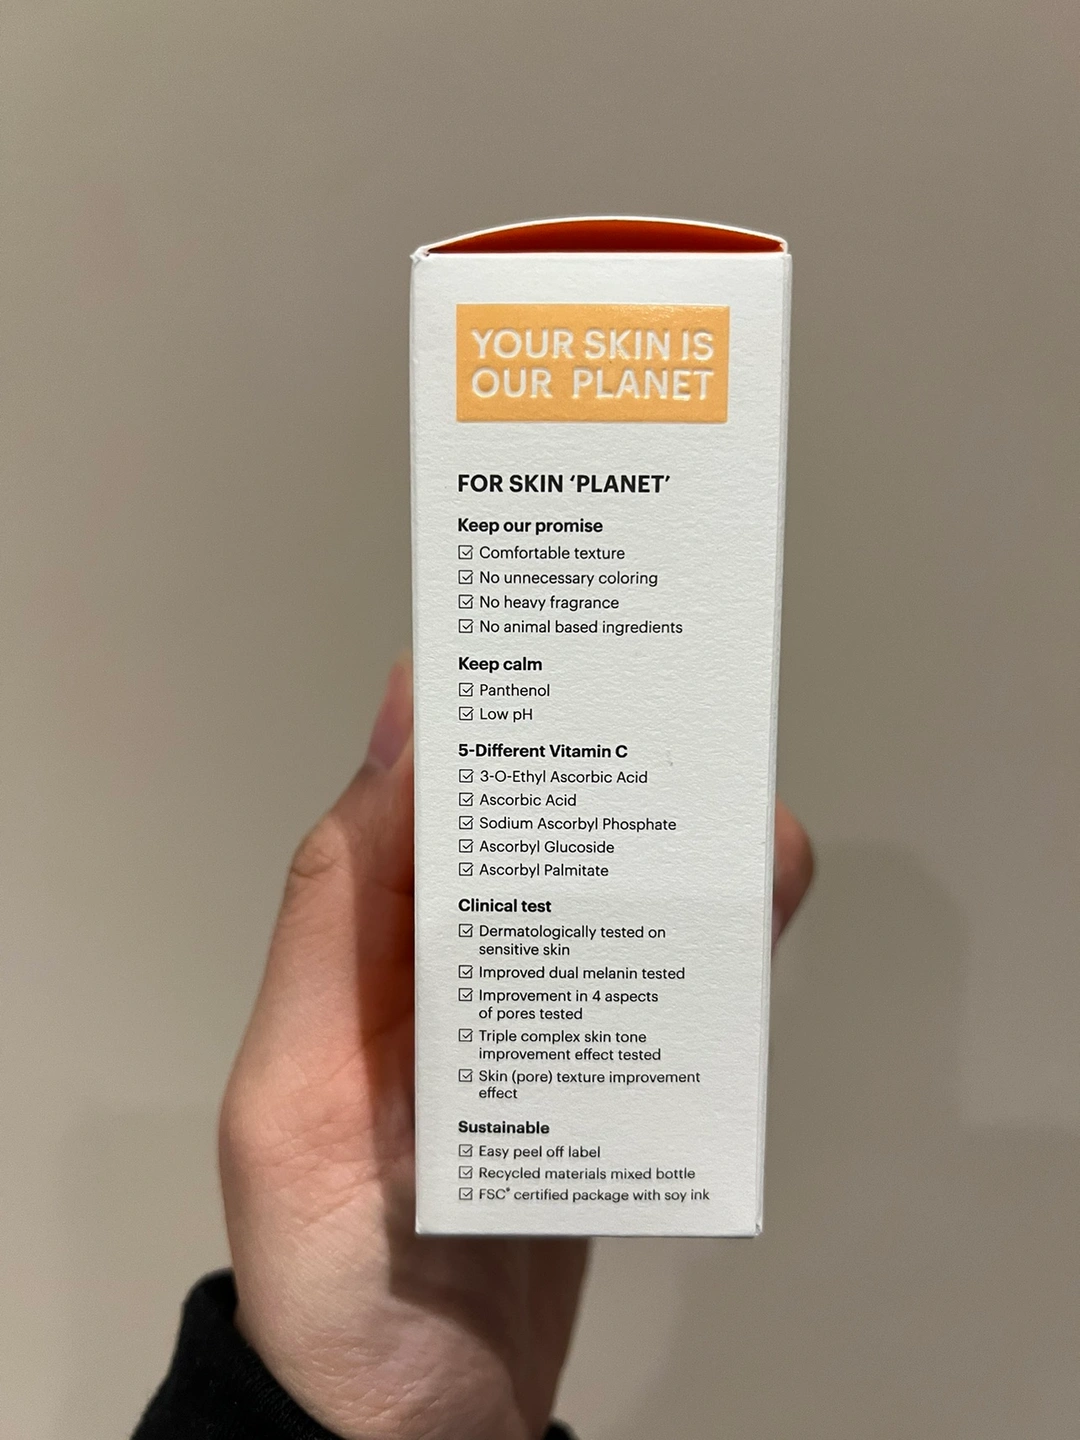 YOUR SKIN IS
OUR PLANET
FOR SKIN ‘PLANET’
Keep our promise
☑ Comfortable texture
☑ No unnecessary coloring
☑ No heavy fragrance
☑ No animal based ingredients
Keep calm
☑ Panthenol
☑ Low pH
5-Different Vitamin C
☑ 3-O-Ethyl Ascorbic Acid
☑ Ascorbic Acid
☑ Sodium Ascorbyl Phosphate
☑ Ascorbyl Glucoside
☑ Ascorbyl Palmitate
Clinical test
☑ Dermatologically tested on
sensitive skin
☑ Improved dual melanin tested
☑ Improvement in 4 aspects
of pores tested
☑ Triple complex skin tone
improvement effect tested
☑ Skin (pore) texture improvement
effect
Sustainable
☑ Easy peel off label
☑ Recycled materials mixed bottle
☑ FSC® certified package with soy ink